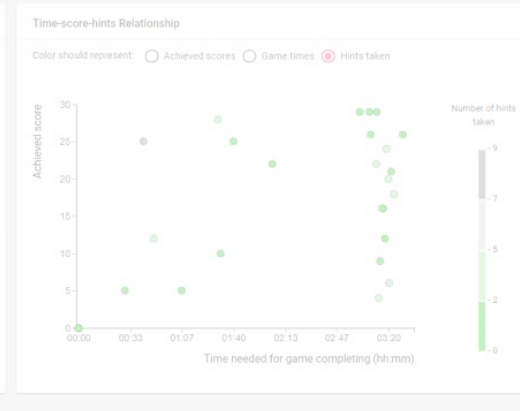 Time-score-hints Relationship
Color should represent: Achieved scores Game times Hints taken
Number of hints
taken
Achieved score
30
25
20
15
10
5
0
00:00 00:33 01:07 01:40 02:13 02:47 03:20
Time needed for game completing (hh:mm)
9
7
5
2
0